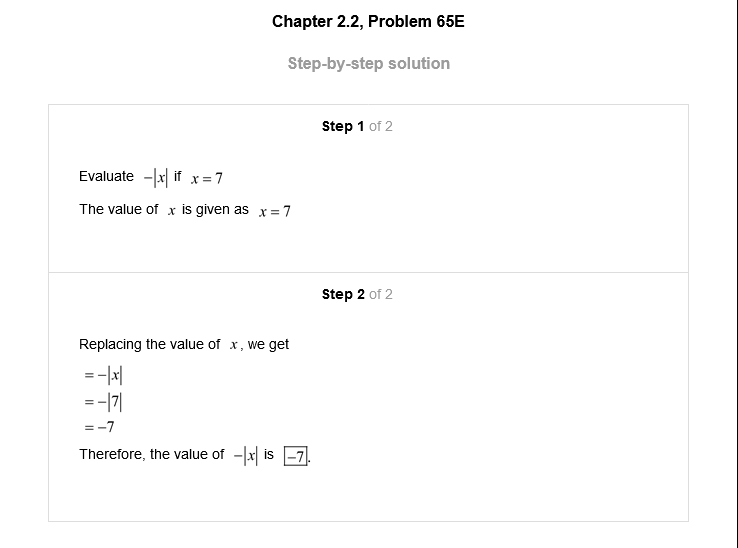 Chapter 2.2, Problem 65E
Step-by-step solution
Step 1 of 2
Evaluate −|x| if x = 7
The value of x is given as x = 7
Step 2 of 2
Replacing the value of x, we get
= −|x|
= −|7|
= −7
Therefore, the value of −|x| is −7.